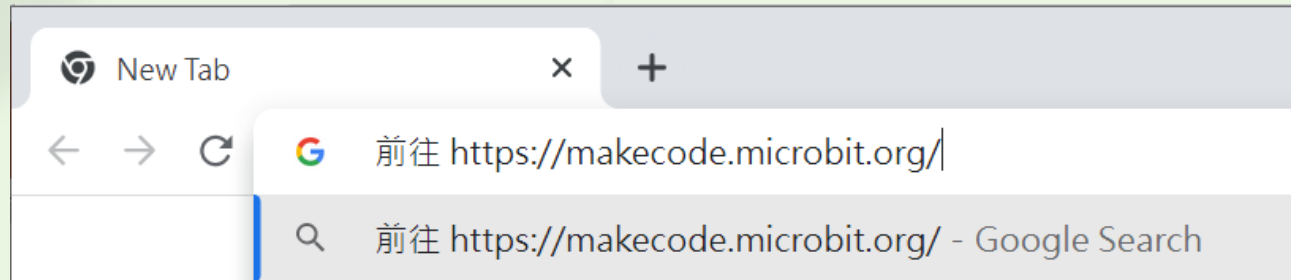 New Tab
前往 https://makecode.microbit.org/
前往 https://makecode.microbit.org/ - Google Search